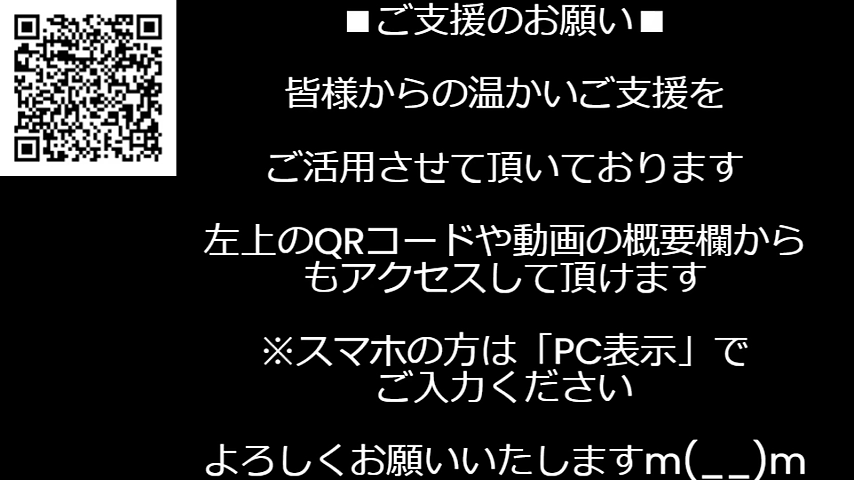 ■ご支援のお願い■
皆様からの温かいご支援を
ご活用させて頂いております
左上のQRコードや動画の概要欄から
もアクセスして頂けます
※スマホの方は「PC表示」で
ご入力ください
よろしくお願いいたしますm(__)m